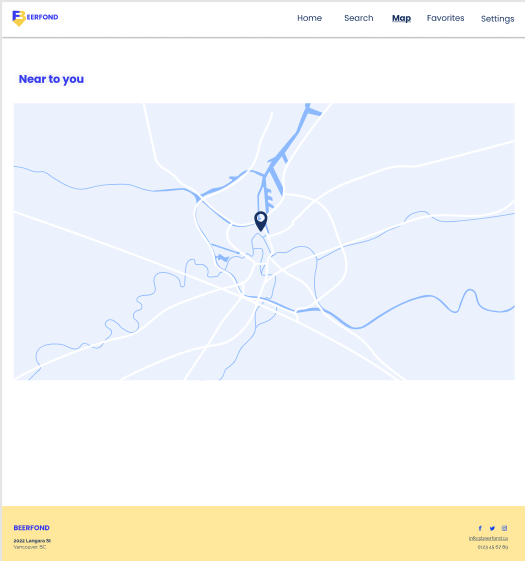 BEERFOND
Home Search Map Favorites Settings
Near to you
BEERFOND
2022 Langara St
Vancouver BC
info@beerfond.ca
0123 45 67 89